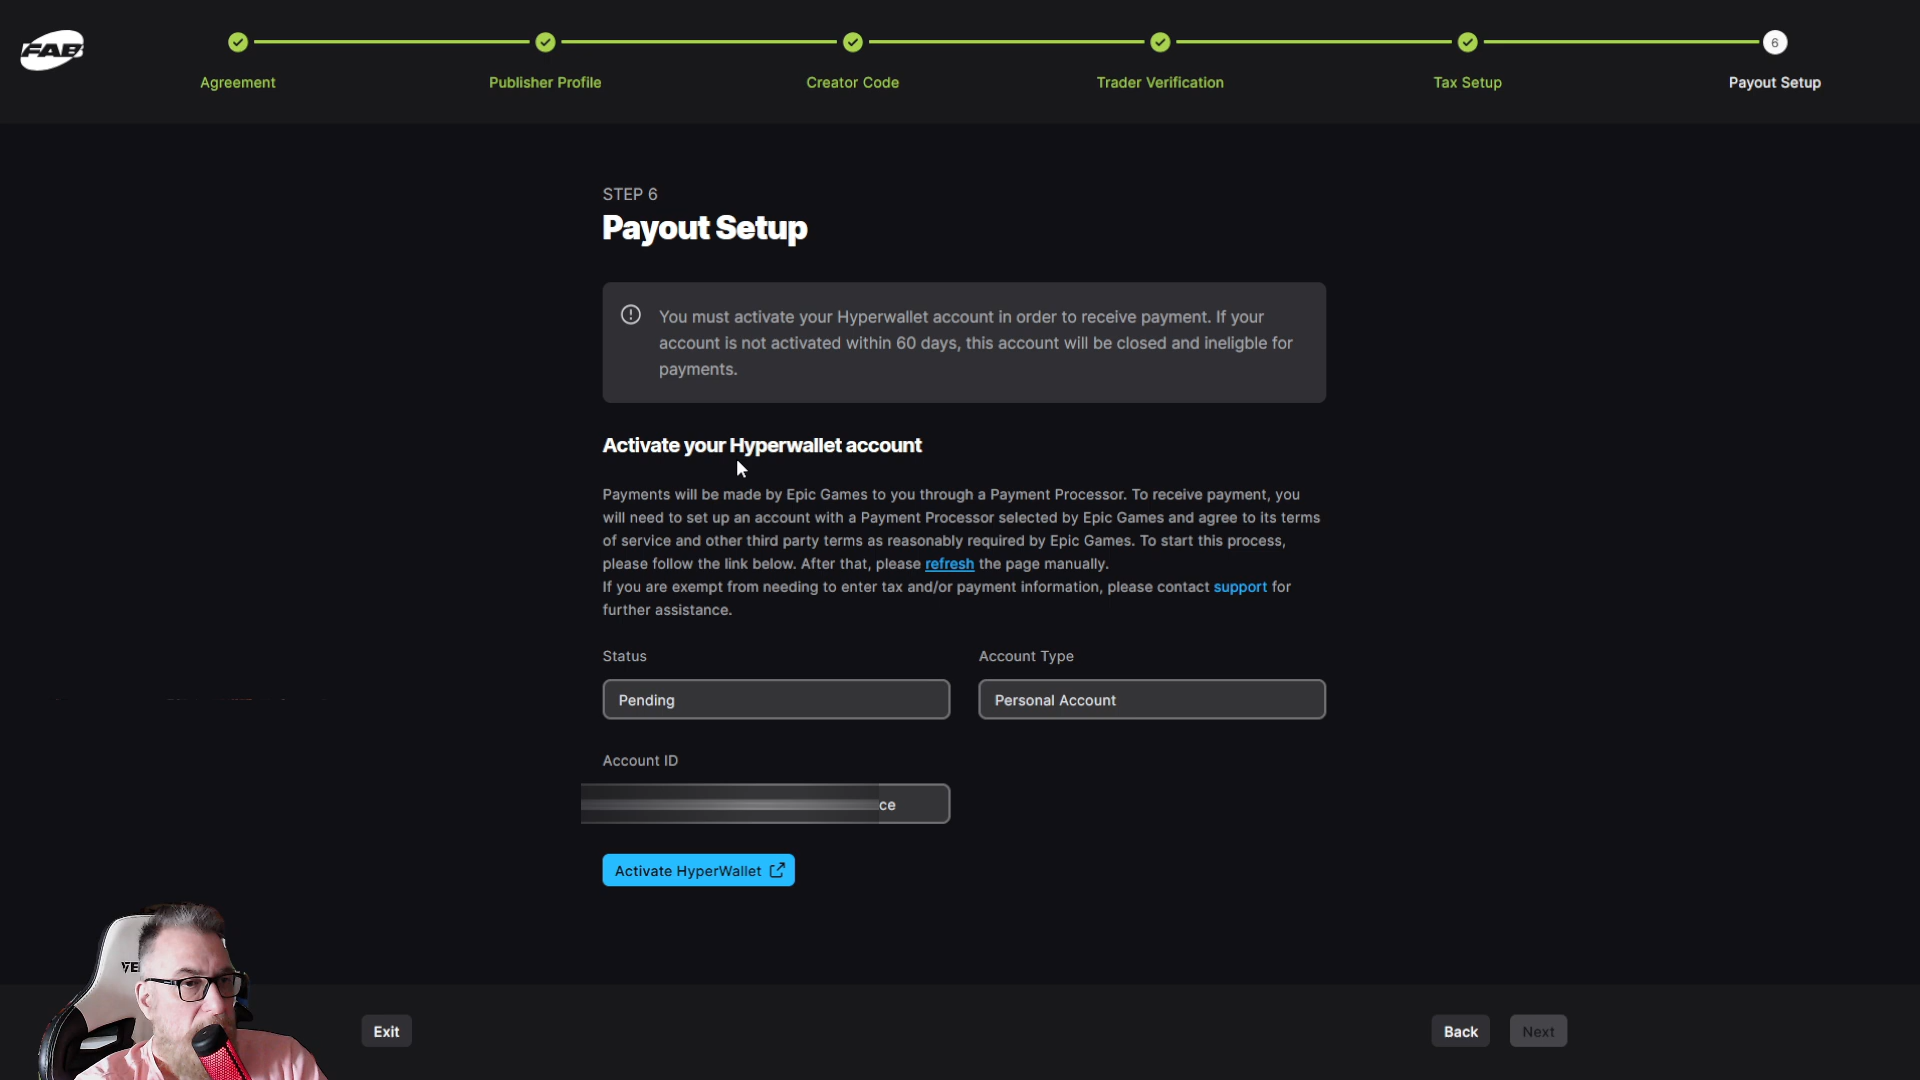 FAB
6
Agreement
Publisher Profile
Creator Code
Trader Verification
Tax Setup
Payout Setup
STEP 6
Payout Setup
You must activate your Hyperwallet account in order to receive payment. If your
account is not activated within 60 days, this account will be closed and ineligble for
payments.
Activate your Hyperwallet account
Payments will be made by Epic Games to you through a Payment Processor. To receive payment, you
will need to set up an account with a Payment Processor selected by Epic Games and agree to its terms
of service and other third party terms as reasonably required by Epic Games. To start this process,
please follow the link below. After that, please refresh the page manually.
If you are exempt from needing to enter tax and/or payment information, please contact support for
further assistance.
Status
Account Type
Pending
Personal Account
Account ID
ce
Activate HyperWallet
Exit
Back
Next